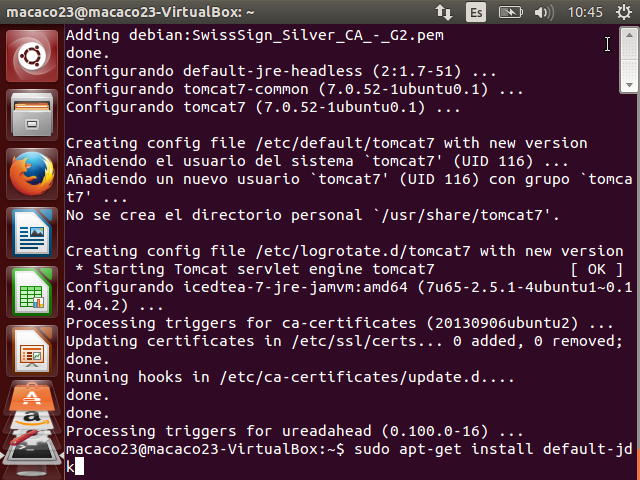 macaco23@macaco23-VirtualBox: ~
Es
10:45
Adding debian:SwissSign_Silver_CA_-_G2.pem
done.
Configurando default-jre-headless (2:1.7-51) ...
Configurando tomcat7-common (7.0.52-1ubuntu0.1) ...
Configurando tomcat7 (7.0.52-1ubuntu0.1) ...
Creating config file /etc/default/tomcat7 with new version
Añadiendo el usuario del sistema `tomcat7' (UID 116) ...
Añadiendo un nuevo usuario `tomcat7' (UID 116) con grupo `tomca
t7' ...
No se crea el directorio personal `/usr/share/tomcat7'.
Creating config file /etc/logrotate.d/tomcat7 with new version
 * Starting Tomcat servlet engine tomcat7 [ OK ]
Configurando icedtea-7-jre-jamvm:amd64 (7u65-2.5.1-4ubuntu1~0.1
4.04.2) ...
Processing triggers for ca-certificates (20130906ubuntu2) ...
Updating certificates in /etc/ssl/certs... 0 added, 0 removed;
done.
Running hooks in /etc/ca-certificates/update.d....
done.
done.
Processing triggers for ureadahead (0.100.0-16) ...
macaco23@macaco23-VirtualBox:~$ sudo apt-get install default-jd
k